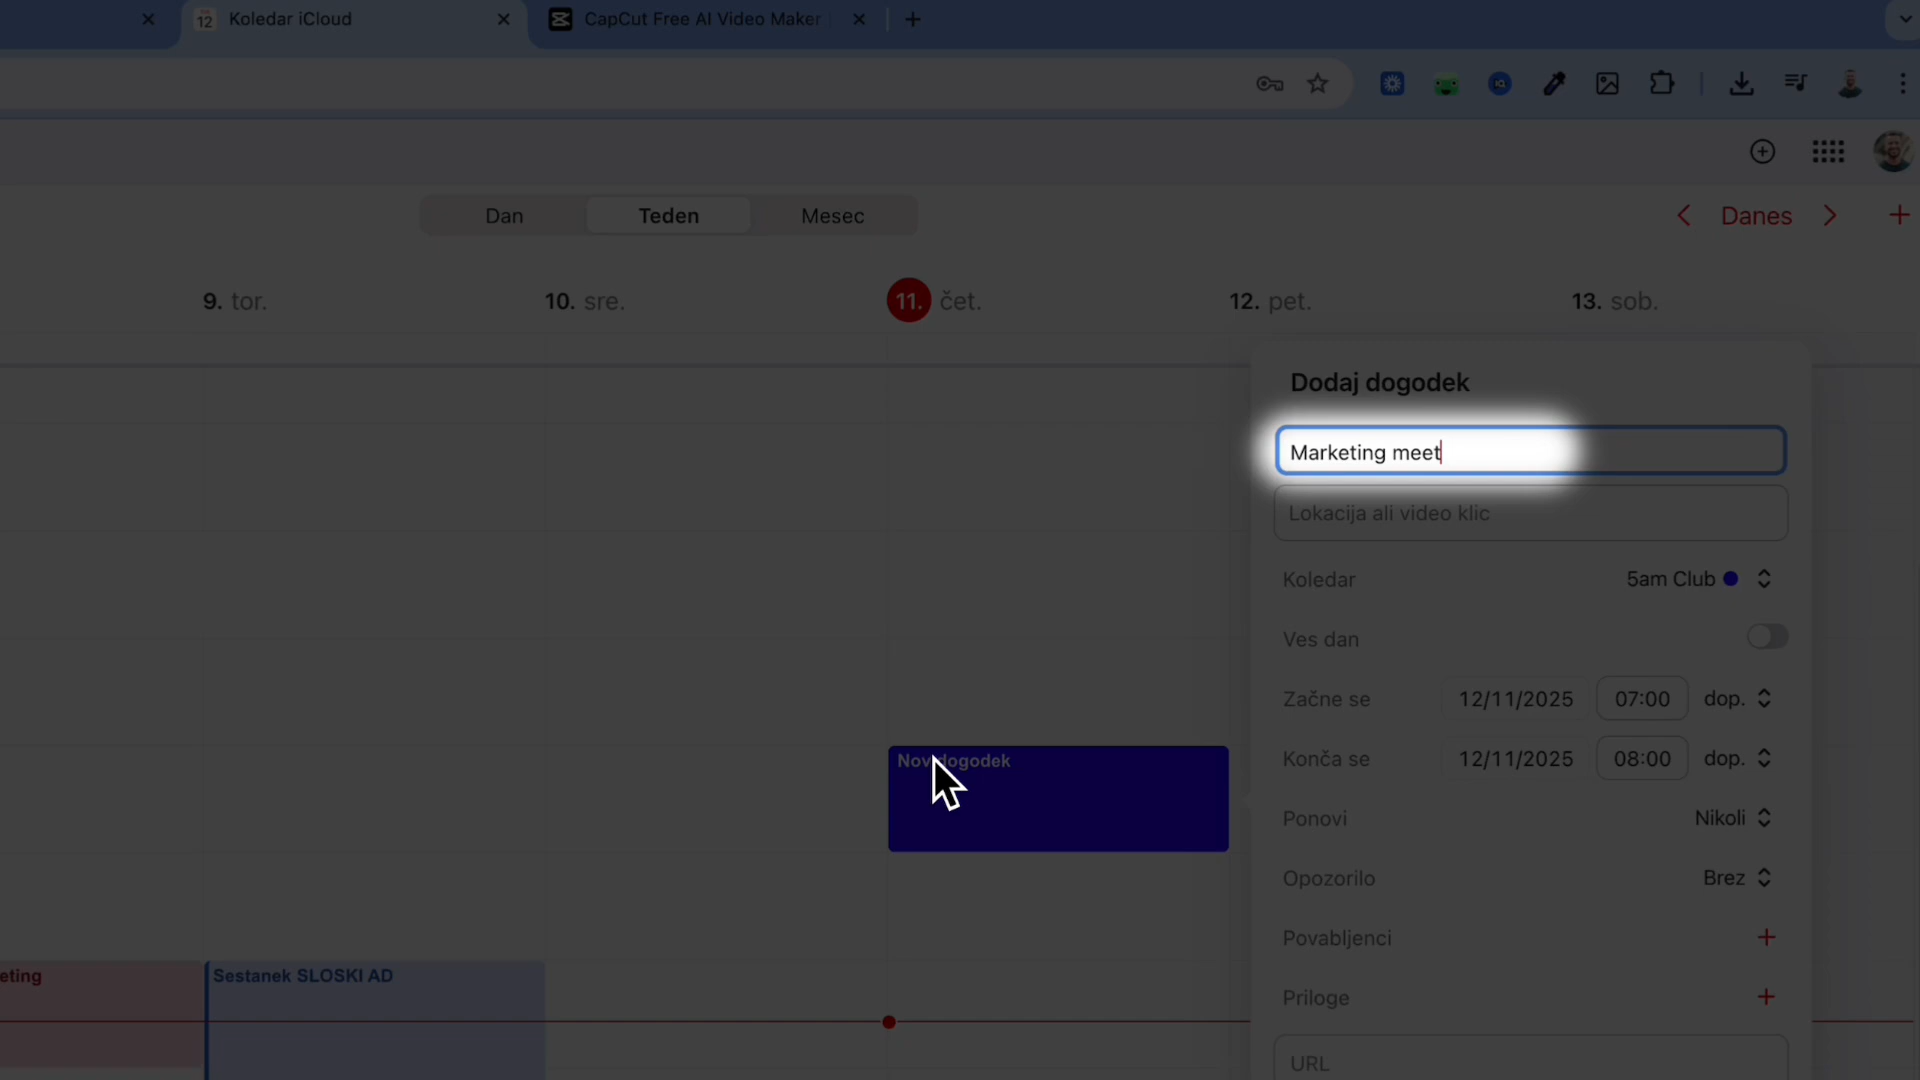 12 Koledar iCloud
CapCut Free AI Video Maker
Dan Teden Mesec
Danes
9. tor. 10. sre. 11. čet. 12. pet. 13. sob.
Dodaj dogodek
Marketing meet
Lokacija ali video klic
Koledar 5am Club
Ves dan
Začne se 12/11/2025 07:00 dop.
Nov dogodek
Konča se 12/11/2025 08:00 dop.
Ponovi Nikoli
Opozorilo Brez
Povabljenci
eting Sestanek SLOSKI AD
Priloge
URL